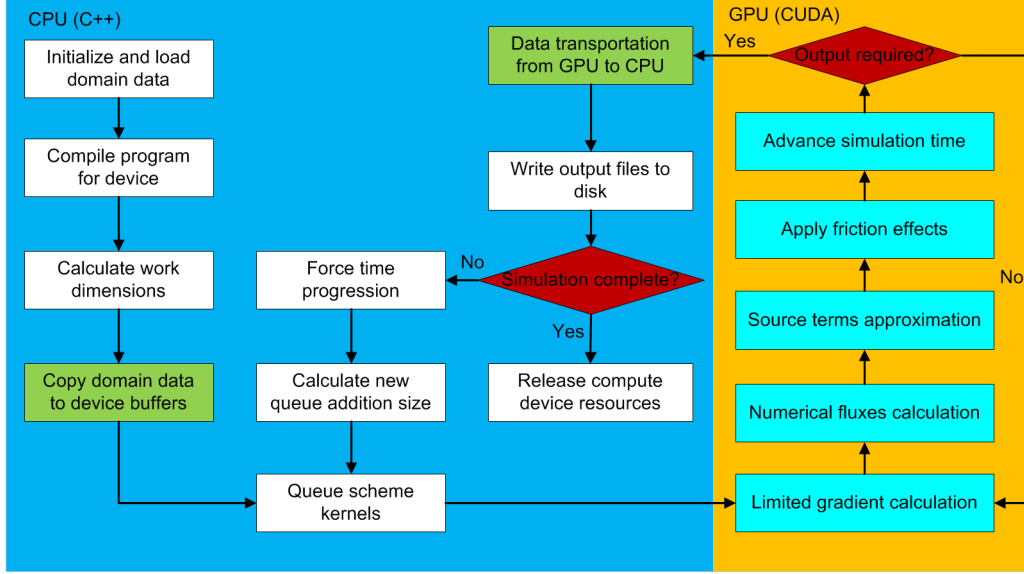 CPU (C++)
Initialize and load
domain data
Compile program
for device
Calculate work
dimensions
Copy domain data
to device buffers
Force time
progression
Calculate new
queue addition size
Queue scheme
kernels
Data transportation
from GPU to CPU
Write output files to
disk
No
Simulation complete?
Yes
Release compute
device resources
GPU (CUDA)
Yes
Output required?
Advance simulation time
Apply friction effects
No
Source terms approximation
Numerical fluxes calculation
Limited gradient calculation